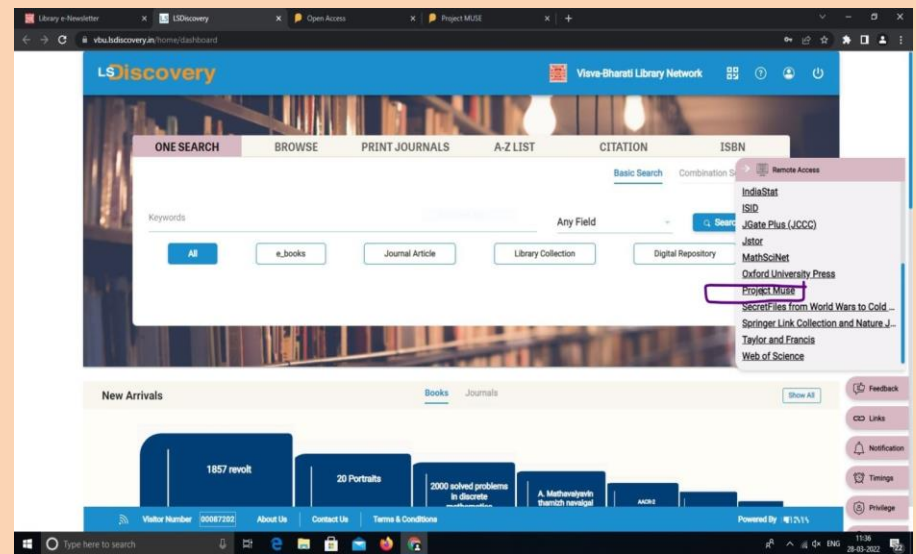 Library e-Newsletter
LSDiscovery
Open Access
Project MUSE
vbu.lsdiscovery.in/home/dashboard
LSDiscovery
Visva-Bharati Library Network
ONE SEARCH BROWSE PRINT JOURNALS A-Z LIST CITATION ISBN
Basic Search Combination S
Keywords
Any Field
Searc
All
e_books
Journal Article
Library Collection
Digital Repository
Remote Access
IndiaStat
ISID
JGate Plus (JCCC)
Jstor
MathSciNet
Oxford University Press
Project Muse
SecretFiles from World Wars to Cold ...
Springer Link Collection and Nature J...
Taylor and Francis
Web of Science
New Arrivals
Books Journals
Show All
Feedback
Links
Notification
Timings
Privilege
1857 revolt
20 Portraits
2000 solved problems
in discrete
mathematics
A. Mathavaiyavin
thamizh navalgal
AACR-2
Visitor Number 00087202 About Us Contact Us Terms & Conditions
Powered By
Type here to search
ENG
11:36
28-03-2022